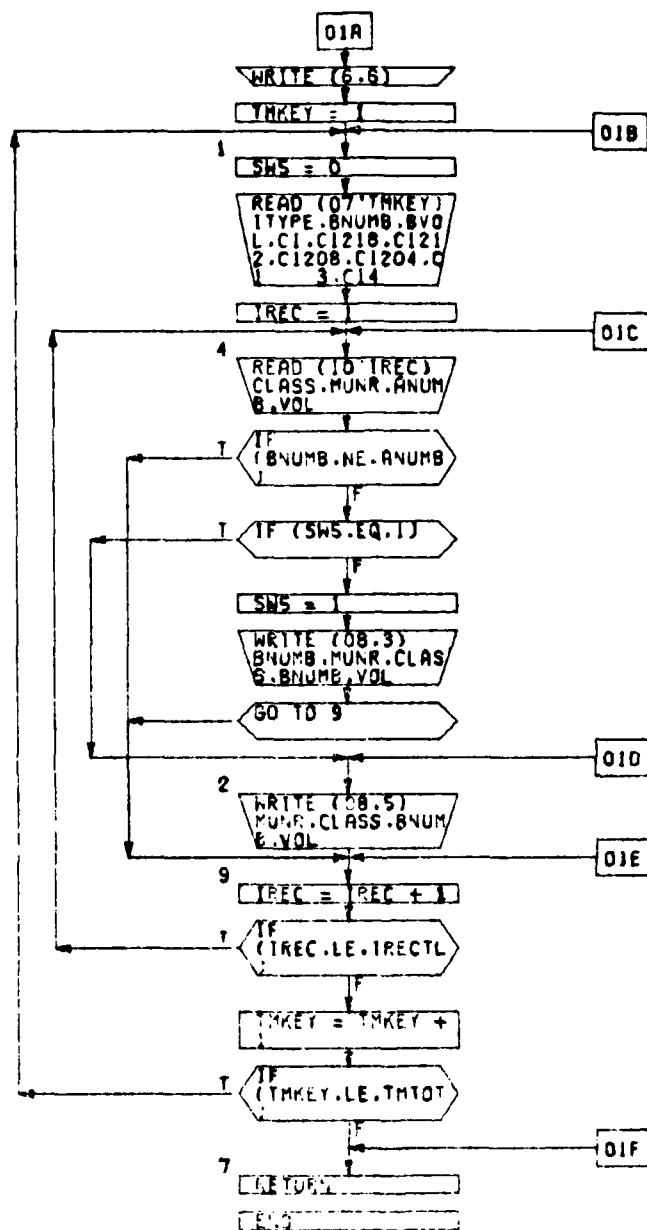 01A
WRITE (6.6)
TMKEY = 1
01B
1
SW5 = 0
READ (07'TMKEY)
ITYPE.BNUMB.BVO
L.C1.C1218.C121
2.C1208.C1204.C
1 3.C14
IREC = 1
01C
4
READ (10'IREC)
CLASS.MUNR.ANUM
B.VOL
T
IF
(BNUMB.NE.ANUMB
)
F
T
IF (SW5.EQ.1)
F
SW5 = 1
WRITE (08.3)
BNUMB.MUNR.CLAS
S.BNUMB.VOL
GO TO 9
01D
2
WRITE (08.5)
MUNR.CLASS.BNUM
B.VOL
01E
9
IREC = IREC + 1
T
IF
(IREC.LE.IRECTL
)
F
TMKEY = TMKEY +
T
IF
(TMKEY.LE.TMTOT
)
F
01F
7
RETURN
END